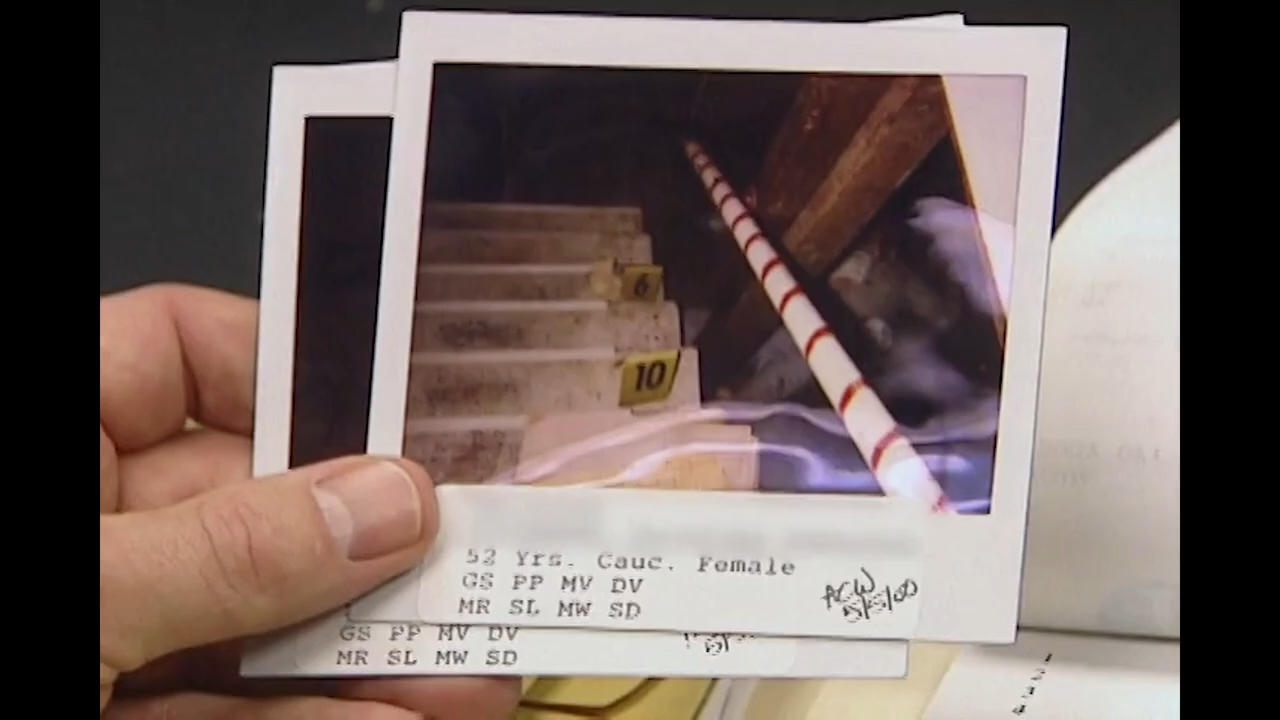 6
10
52 Yrs. Cauc. Female
GS PP MV DV
MR SL MW SD
GS PP MV DV
MR SL MW SD